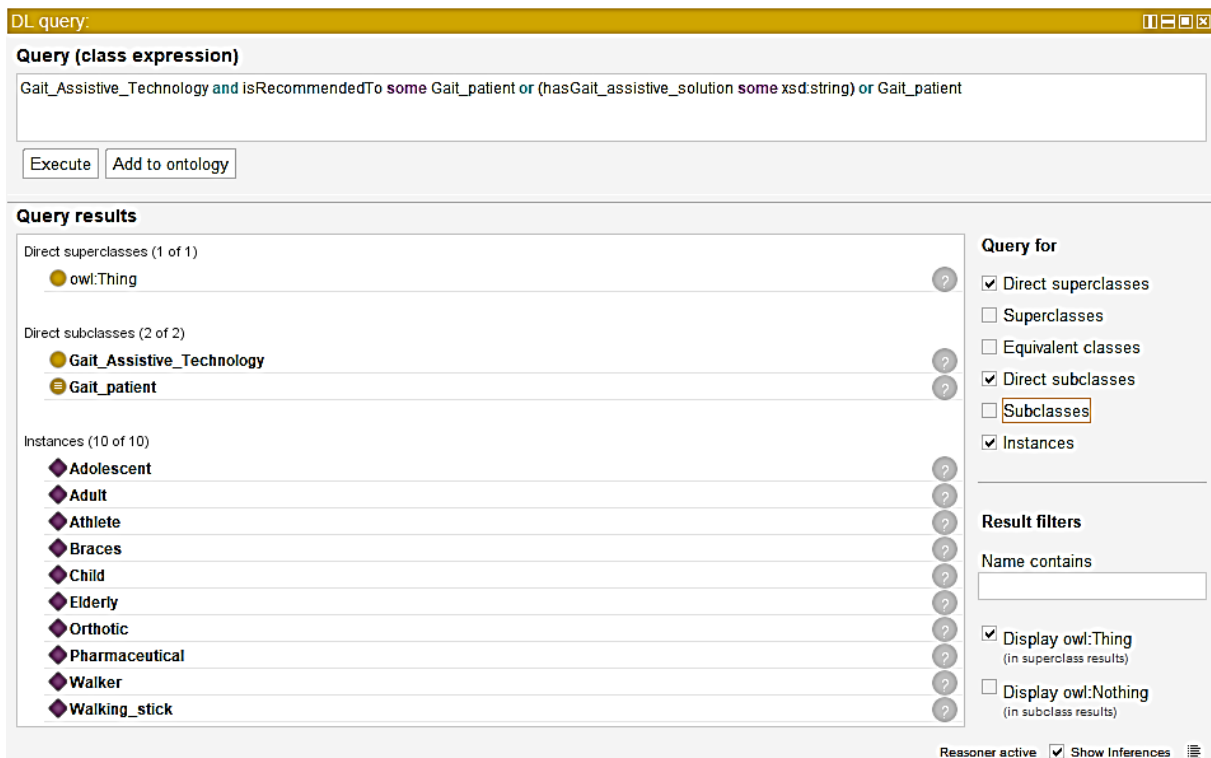 DL query:
Query (class expression)
Gait_Assistive_Technology and isRecommendedTo some Gait_patient or (hasGait_assistive_solution some xsd:string) or Gait_patient
Execute
Add to ontology
Query results
Direct superclasses (1 of 1)
owl:Thing
?
Direct subclasses (2 of 2)
Gait_Assistive_Technology
?
Gait_patient
?
Instances (10 of 10)
Adolescent
?
Adult
?
Athlete
?
Braces
?
Child
?
Elderly
?
Orthotic
?
Pharmaceutical
?
Walker
?
Walking_stick
?
Query for
Direct superclasses
Superclasses
Equivalent classes
Direct subclasses
Subclasses
Instances
Result filters
Name contains
Display owl:Thing
(in superclass results)
Display owl:Nothing
(in subclass results)
Reasoner active
Show Inferences